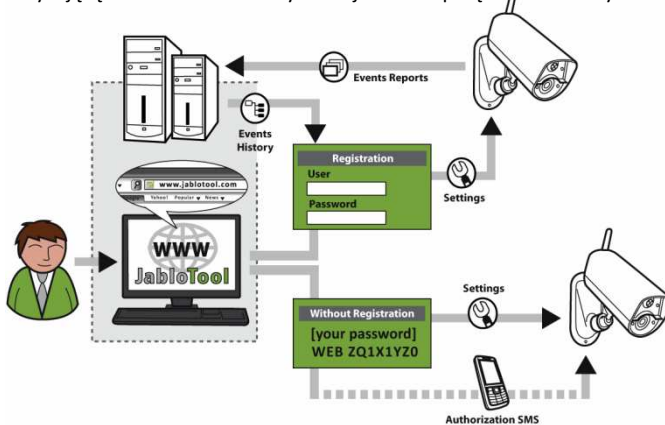 Events Reports
Events
History
Registration
User
Password
Settings
www.jablotool.com
Yahoo! Popular News
WWW
JabloTool
Settings
Without Registration
[your password]
WEB ZQ1X1YZ0
Authorization SMS